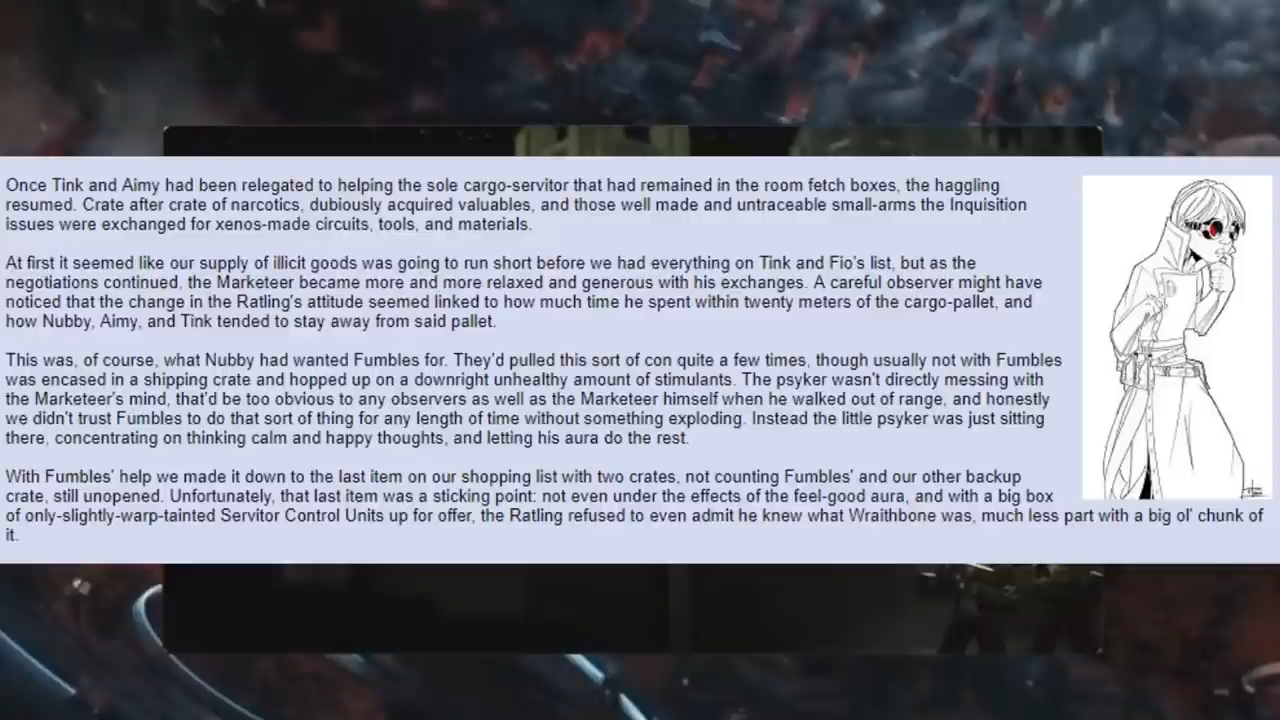 Once Tink and Aimy had been relegated to helping the sole cargo-servitor that had remained in the room fetch boxes, the haggling
resumed. Crate after crate of narcotics, dubiously acquired valuables, and those well made and untraceable small-arms the Inquisition
issues were exchanged for xenos-made circuits, tools, and materials.
At first it seemed like our supply of illicit goods was going to run short before we had everything on Tink and Fio's list, but as the
negotiations continued, the Marketeer became more and more relaxed and generous with his exchanges. A careful observer might have
noticed that the change in the Ratling's attitude seemed linked to how much time he spent within twenty meters of the cargo-pallet, and
how Nubby, Aimy, and Tink tended to stay away from said pallet.
This was, of course, what Nubby had wanted Fumbles for. They'd pulled this sort of con quite a few times, though usually not with Fumbles
was encased in a shipping crate and hopped up on a downright unhealthy amount of stimulants. The psyker wasn't directly messing with
the Marketeer's mind, that'd be too obvious to any observers as well as the Marketeer himself when he walked out of range, and honestly
we didn't trust Fumbles to do that sort of thing for any length of time without something exploding. Instead the little psyker was just sitting
there, concentrating on thinking calm and happy thoughts, and letting his aura do the rest.
With Fumbles' help we made it down to the last item on our shopping list with two crates, not counting Fumbles' and our other backup
crate, still unopened. Unfortunately, that last item was a sticking point: not even under the effects of the feel-good aura, and with a big box
of only-slightly-warp-tainted Servitor Control Units up for offer, the Ratling refused to even admit he knew what Wraithbone was, much less part with a big ol' chunk of
it.